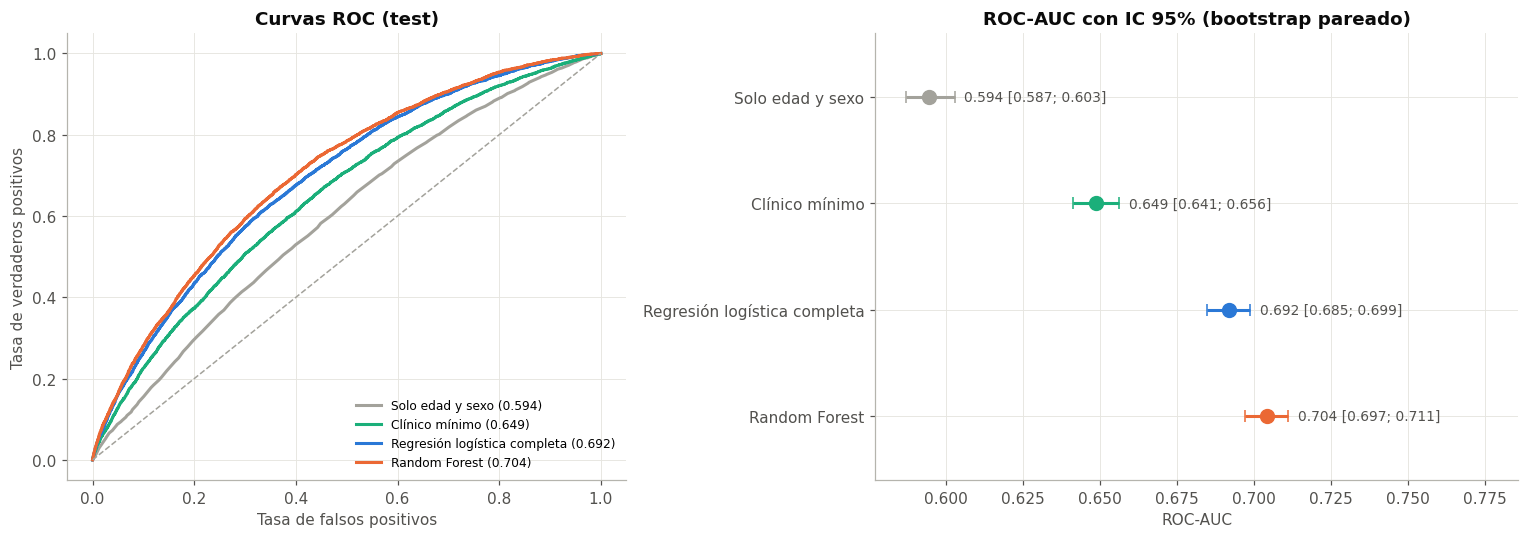 Curvas ROC (test)
Tasa de verdaderos positivos
1.0
0.8
0.6
0.4
0.2
0.0
0.0 0.2 0.4 0.6 0.8 1.0
Tasa de falsos positivos
Solo edad y sexo (0.594)
Clínico mínimo (0.649)
Regresión logística completa (0.692)
Random Forest (0.704)
ROC-AUC con IC 95% (bootstrap pareado)
Solo edad y sexo 0.594 [0.587; 0.603]
Clínico mínimo 0.649 [0.641; 0.656]
Regresión logística completa 0.692 [0.685; 0.699]
Random Forest 0.704 [0.697; 0.711]
0.600 0.625 0.650 0.675 0.700 0.725 0.750 0.775
ROC-AUC